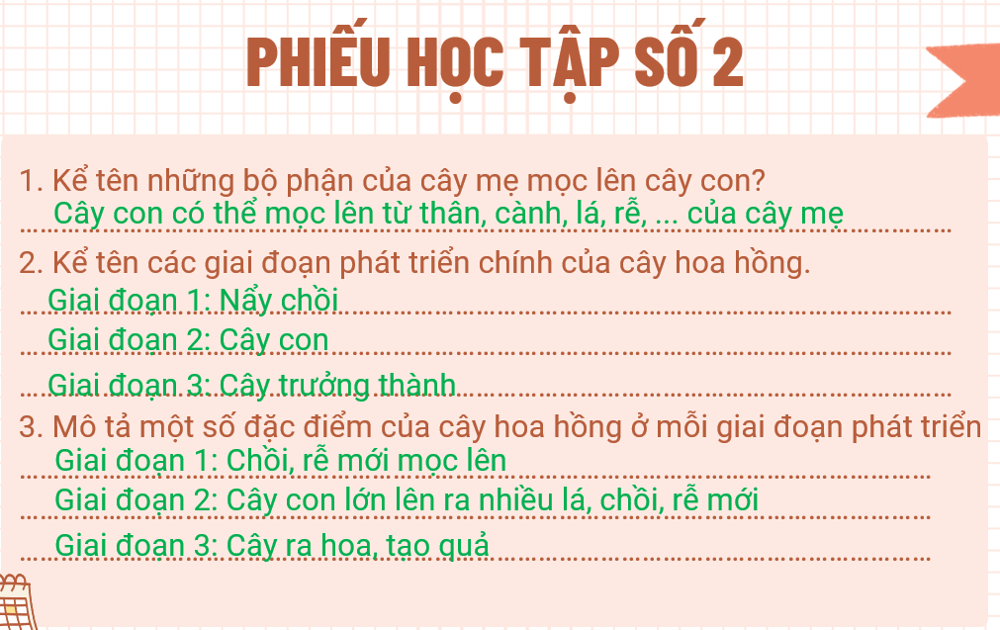 PHIẾU HỌC TẬP SỐ 2
1. Kể tên những bộ phận của cây mẹ mọc lên cây con?
Cây con có thể mọc lên từ thân, cành, lá, rễ, ... của cây mẹ
2. Kể tên các giai đoạn phát triển chính của cây hoa hồng.
Giai đoạn 1: Nẩy chồi
Giai đoạn 2: Cây con
Giai đoạn 3: Cây trưởng thành
3. Mô tả một số đặc điểm của cây hoa hồng ở mỗi giai đoạn phát triển
Giai đoạn 1: Chồi, rễ mới mọc lên
Giai đoạn 2: Cây con lớn lên ra nhiều lá, chồi, rễ mới
Giai đoạn 3: Cây ra hoa, tạo quả